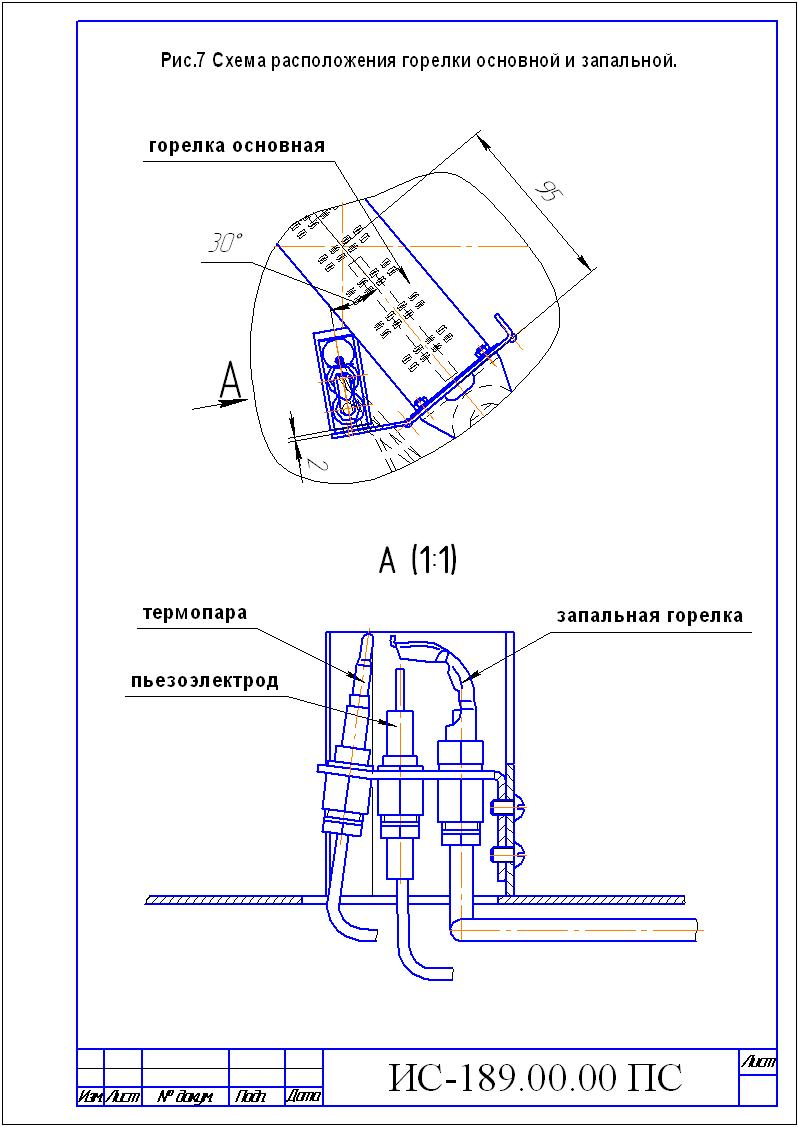 Рис.7 Схема расположения горелки основной и запальной.
горелка основная
95
30°
А
2
А (1:1)
термопара
запальная горелка
пьезоэлектрод
ИС-189.00.00 ПС
Лист
Изм Лист № докум. Подп. Дата